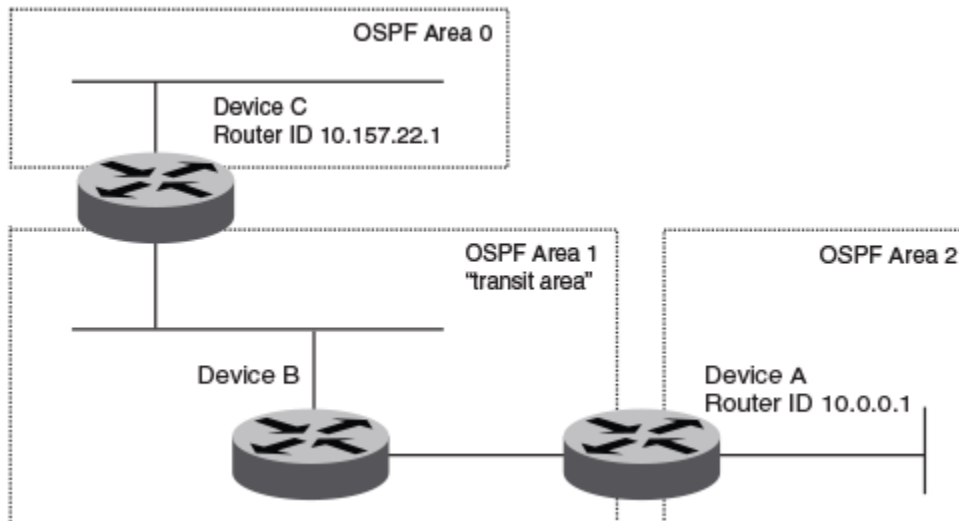 OSPF Area 0
Device C
Router ID 10.157.22.1
OSPF Area 1
“transit area”
OSPF Area 2
Device B
Device A
Router ID 10.0.0.1